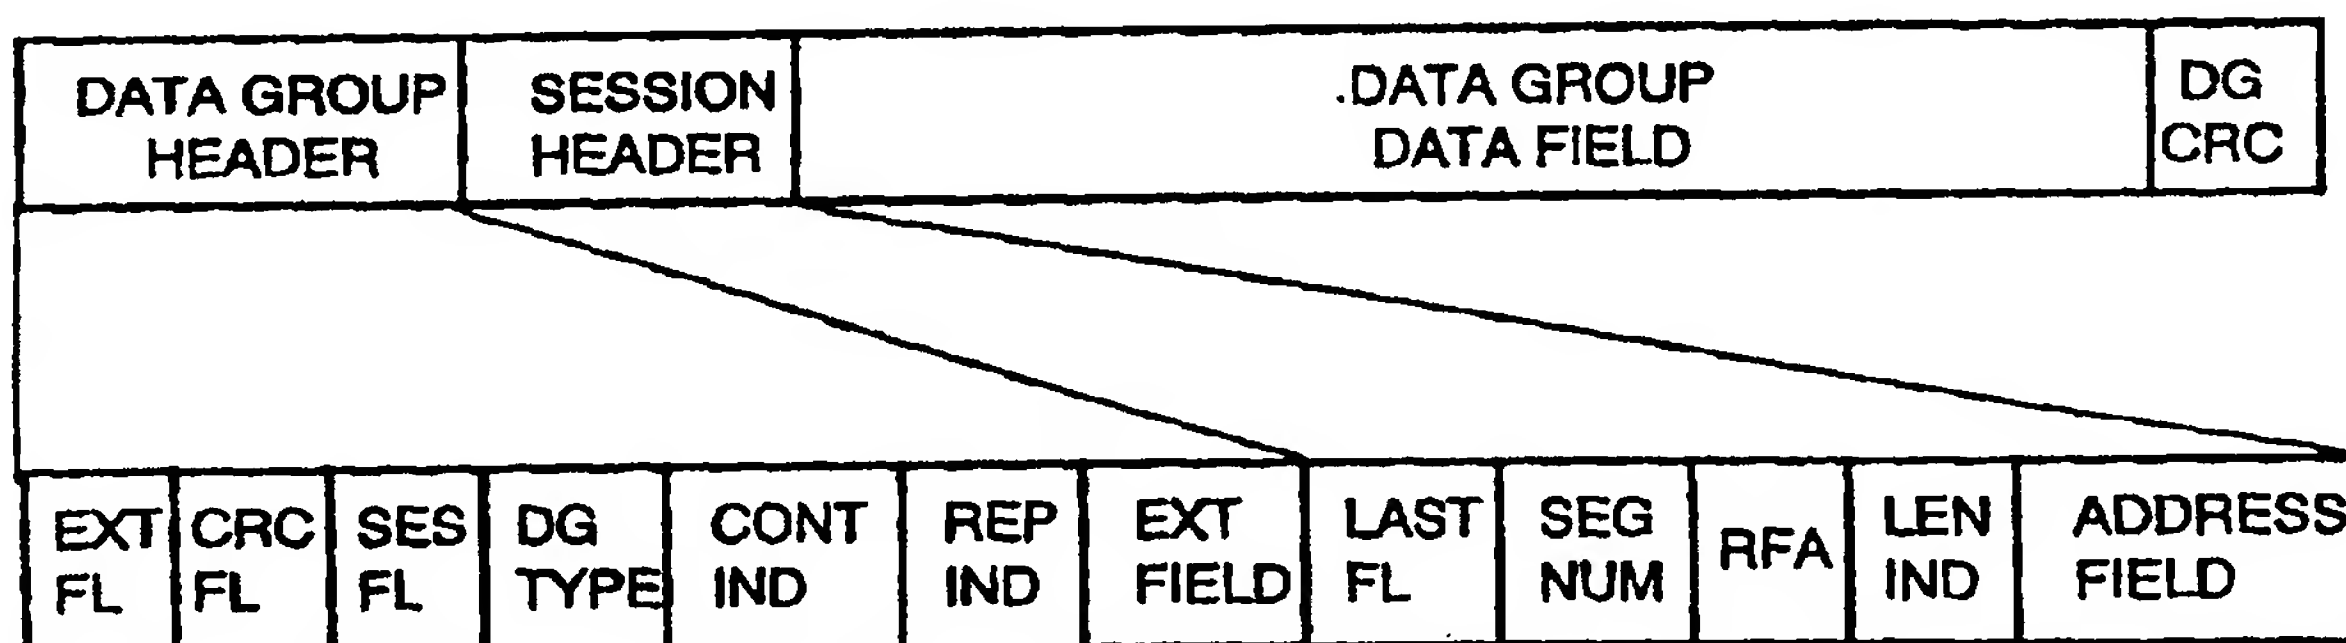 DATA GROUP
HEADER
SESSION
HEADER
.DATA GROUP
DATA FIELD
DG
CRC
EXT
FL
CRC
FL
SES
FL
DG
TYPE
CONT
IND
REP
IND
EXT
FIELD
LAST
FL
SEG
NUM
RFA
LEN
IND
ADDRESS
FIELD